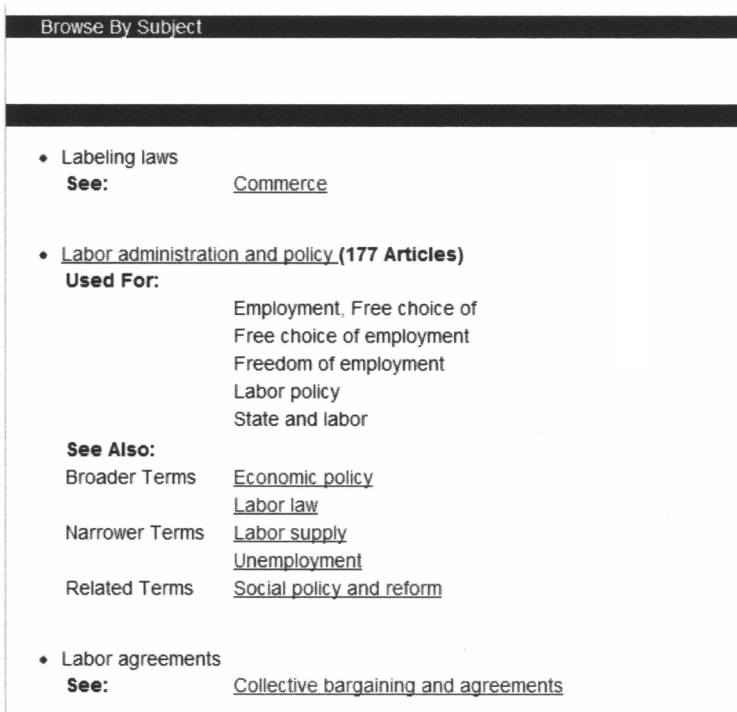 Browse By Subject
• Labeling laws
See: Commerce
• Labor administration and policy (177 Articles)
Used For:
Employment, Free choice of
Free choice of employment
Freedom of employment
Labor policy
State and labor
See Also:
Broader Terms Economic policy
Labor law
Narrower Terms Labor supply
Unemployment
Related Terms Social policy and reform
• Labor agreements
See: Collective bargaining and agreements